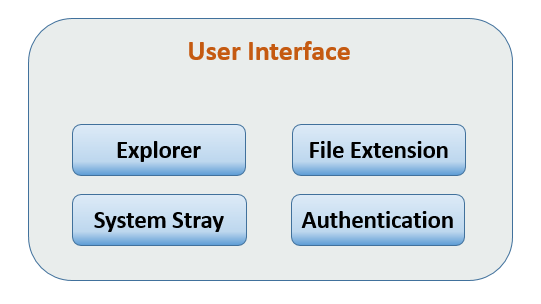 User Interface
Explorer
File Extension
System Stray
Authentication